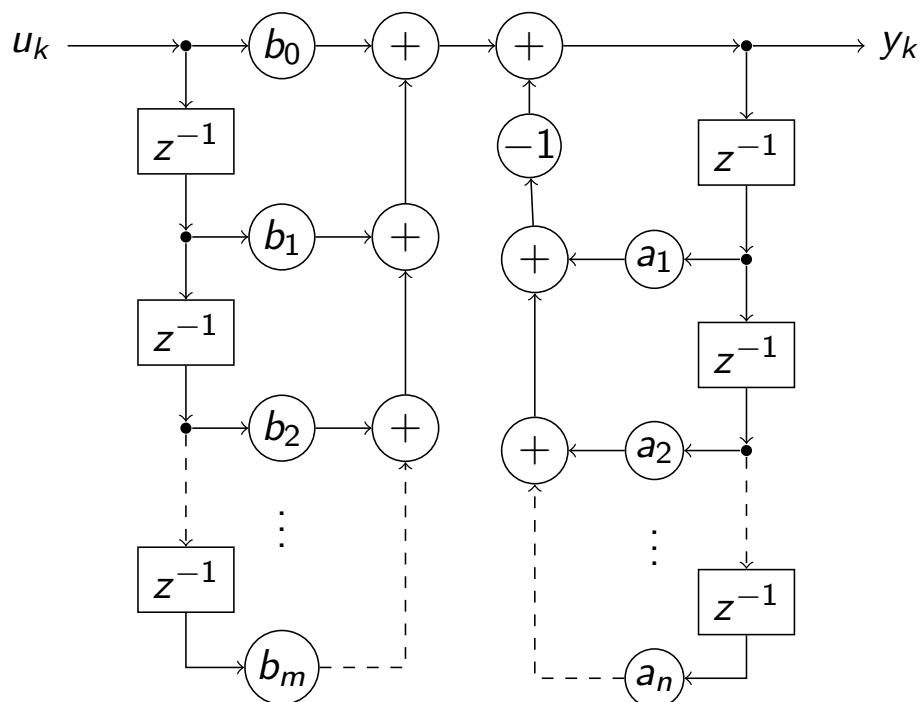 u_k b_0 + + y_k
z^{-1} -1 z^{-1}
b_1 + + a_1
z^{-1} z^{-1}
b_2 + + a_2
⋮ ⋮
z^{-1} z^{-1}
b_m a_n